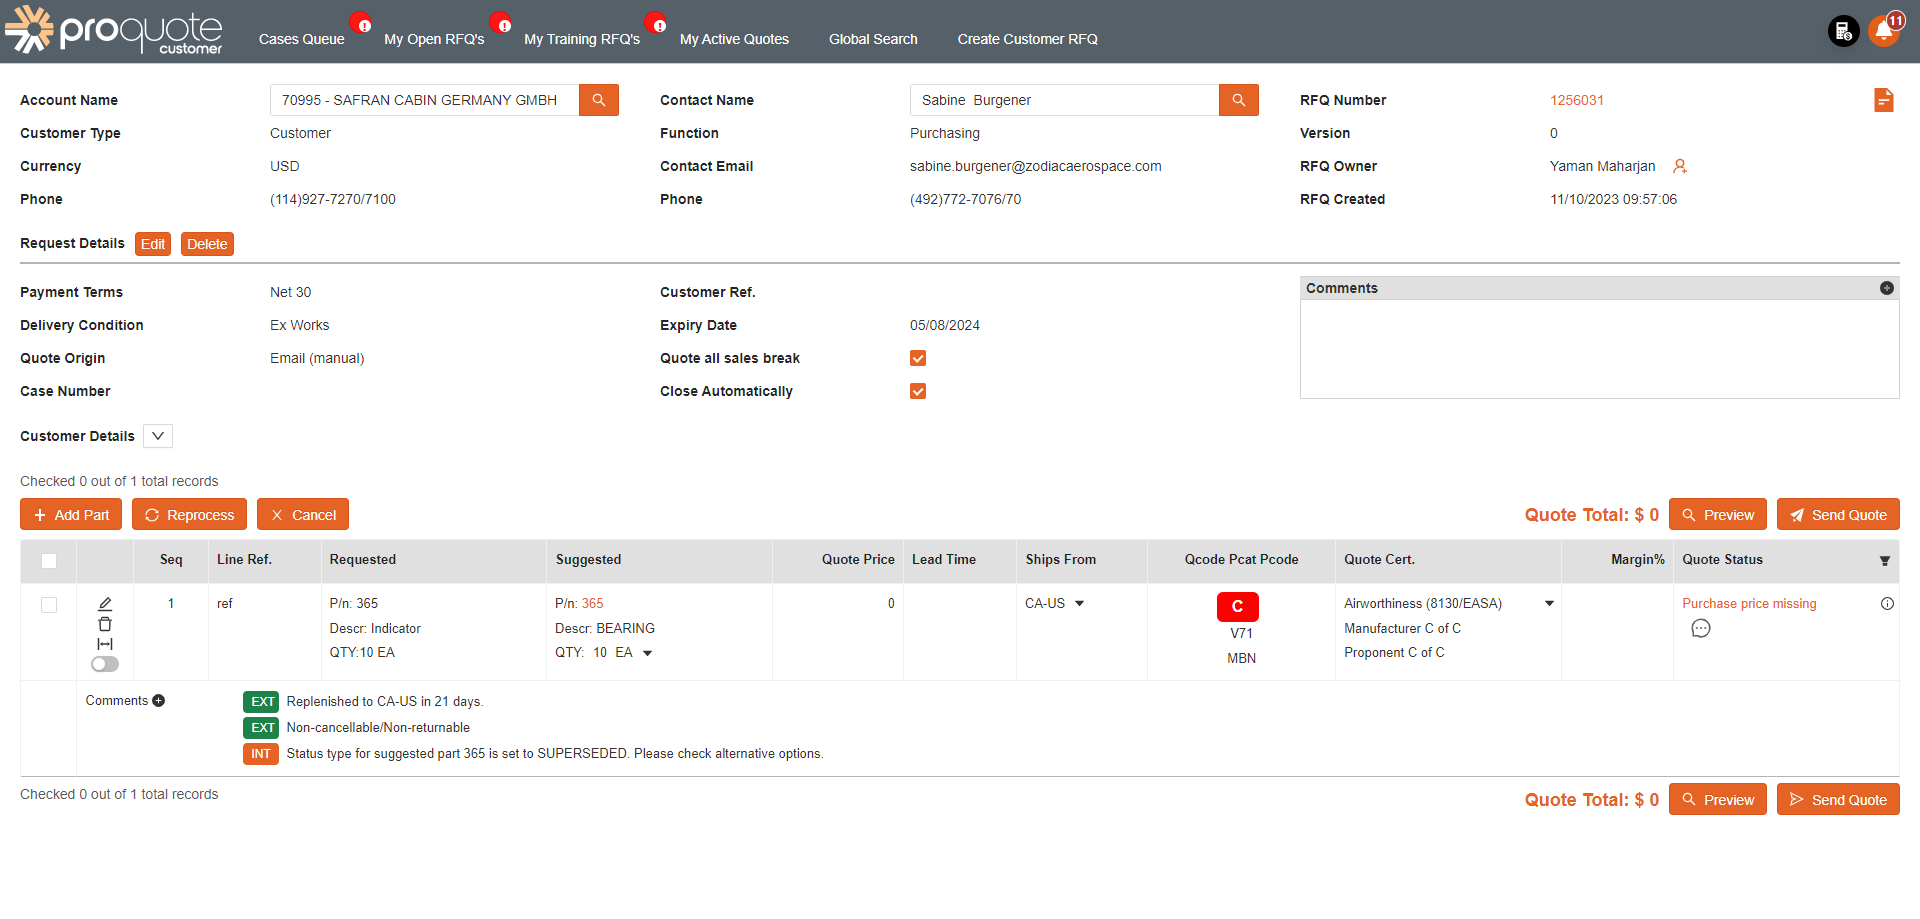 proquote
customer
Cases Queue
My Open RFQ's
My Training RFQ's
My Active Quotes
Global Search
Create Customer RFQ
11
Account Name
70995 - SAFRAN CABIN GERMANY GMBH
Contact Name
Sabine Burgener
RFQ Number
1256031
Customer Type
Customer
Function
Purchasing
Version
0
Currency
USD
Contact Email
sabine.burgener@zodiacaerospace.com
RFQ Owner
Yaman Maharjan
Phone
(114)927-7270/7100
Phone
(492)772-7076/70
RFQ Created
11/10/2023 09:57:06
Request Details
Edit
Delete
Payment Terms
Net 30
Customer Ref.
Comments
Delivery Condition
Ex Works
Expiry Date
05/08/2024
Quote Origin
Email (manual)
Quote all sales break
Case Number
Close Automatically
Customer Details
Checked 0 out of 1 total records
Add Part
Reprocess
Cancel
Quote Total: $ 0
Preview
Send Quote
Seq
Line Ref.
Requested
Suggested
Quote Price
Lead Time
Ships From
Qcode Pcat Pcode
Quote Cert.
Margin%
Quote Status
1
ref
P/n: 365
Descr: Indicator
QTY:10 EA
P/n: 365
Descr: BEARING
QTY: 10 EA
0
CA-US
C
V71
MBN
Airworthiness (8130/EASA)
Manufacturer C of C
Proponent C of C
Purchase price missing
Comments
EXT Replenished to CA-US in 21 days.
EXT Non-cancellable/Non-returnable
INT Status type for suggested part 365 is set to SUPERSEDED. Please check alternative options.
Checked 0 out of 1 total records
Quote Total: $ 0
Preview
Send Quote